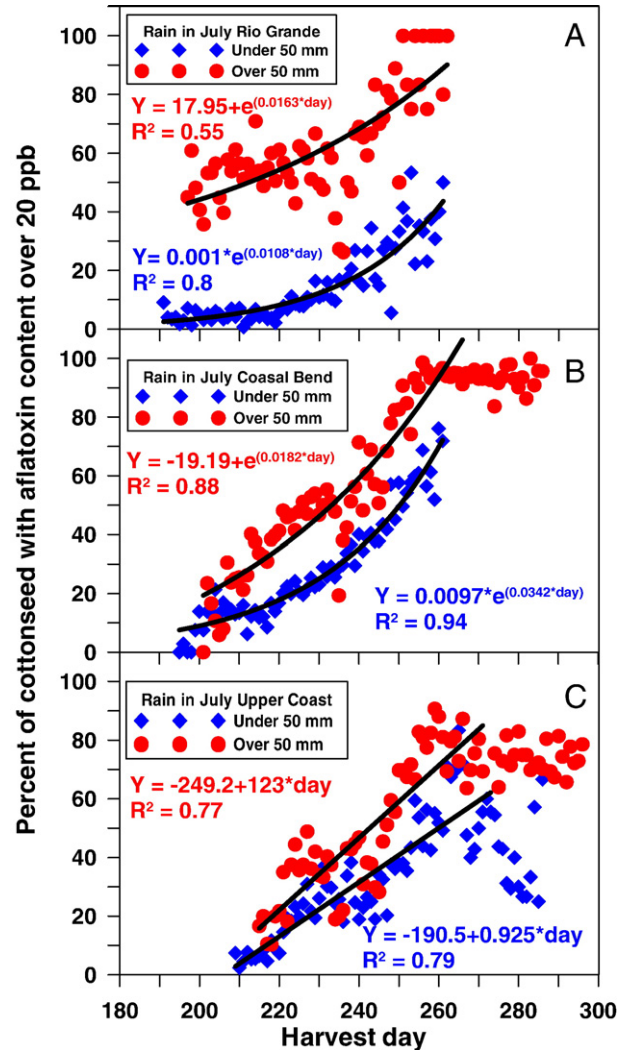 Percent of cottonseed with aflatoxin content over 20 ppb
A
Rain in July Rio Grande
Under 50 mm
Over 50 mm
Y = 17.95+e(0.0163*day)
R² = 0.55
Y= 0.001*e(0.0108*day)
R² = 0.8
100
80
60
40
20
0
B
Rain in July Coasal Bend
Under 50 mm
Over 50 mm
Y = -19.19+e(0.0182*day)
R² = 0.88
Y = 0.0097*e(0.0342*day)
R² = 0.94
100
80
60
40
20
0
C
Rain in July Upper Coast
Under 50 mm
Over 50 mm
Y = -249.2+123*day
R² = 0.77
Y = -190.5+0.925*day
R² = 0.79
100
80
60
40
20
0
180 200 220 240 260 280 300
Harvest day